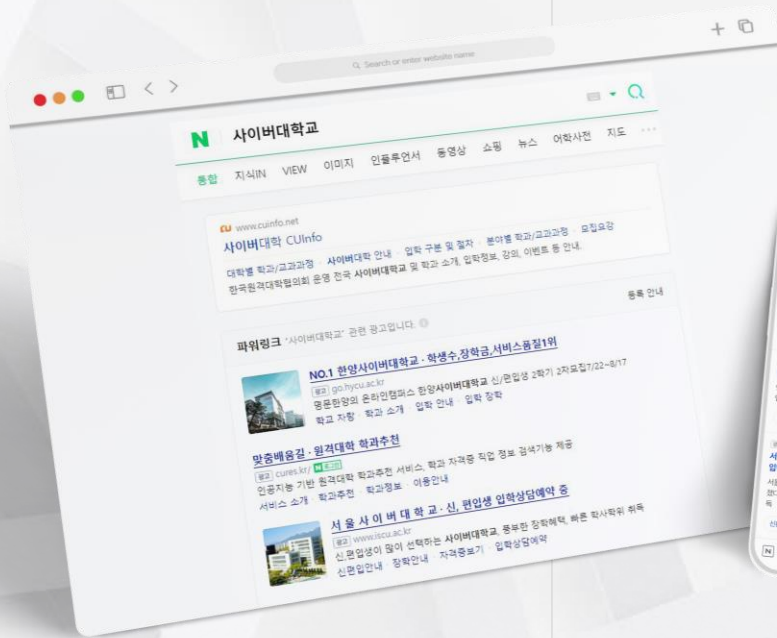 Search or enter website name
N 사이버대학교
통합 지식iN VIEW 이미지 인플루언서 동영상 쇼핑 뉴스 어학사전 지도
CU www.cuinfo.net
사이버대학 CUInfo
대학별 학과/교과과정 · 사이버대학 안내 · 입학 구분 및 절차 · 분야별 학과/교과과정 · 모집요강
한국원격대학협의회 운영 전국 사이버대학교 및 학과 소개, 입학정보, 강의, 이벤트 등 안내.
파워링크 '사이버대학교' 관련 광고입니다.
등록 안내
NO.1 한양사이버대학교 · 학생수,장학금,서비스품질1위
광고 go.hycu.ac.kr
명문한양의 온라인캠퍼스 한양사이버대학교 신/편입생 2학기 2차모집7/22~8/17
학교 자랑 · 학과 소개 · 입학 안내 · 입학 장학
맞춤배움길 · 원격대학 학과추천
광고 cures.kr/ N로그인
인공지능 기반 원격대학 학과추천 서비스, 학과 자격증 직업 정보 검색기능 제공
서비스 소개 · 학과추천 · 학과정보 · 이용안내
서 울 사 이 버 대 학 교 · 신, 편입생 입학상담예약 중
광고 www.iscu.ac.kr
신,편입생이 많이 선택하는 사이버대학교, 풍부한 장학혜택, 빠른 학사학위 취득
신편입안내 · 장학안내 · 자격증보기 · 입학상담예약
N